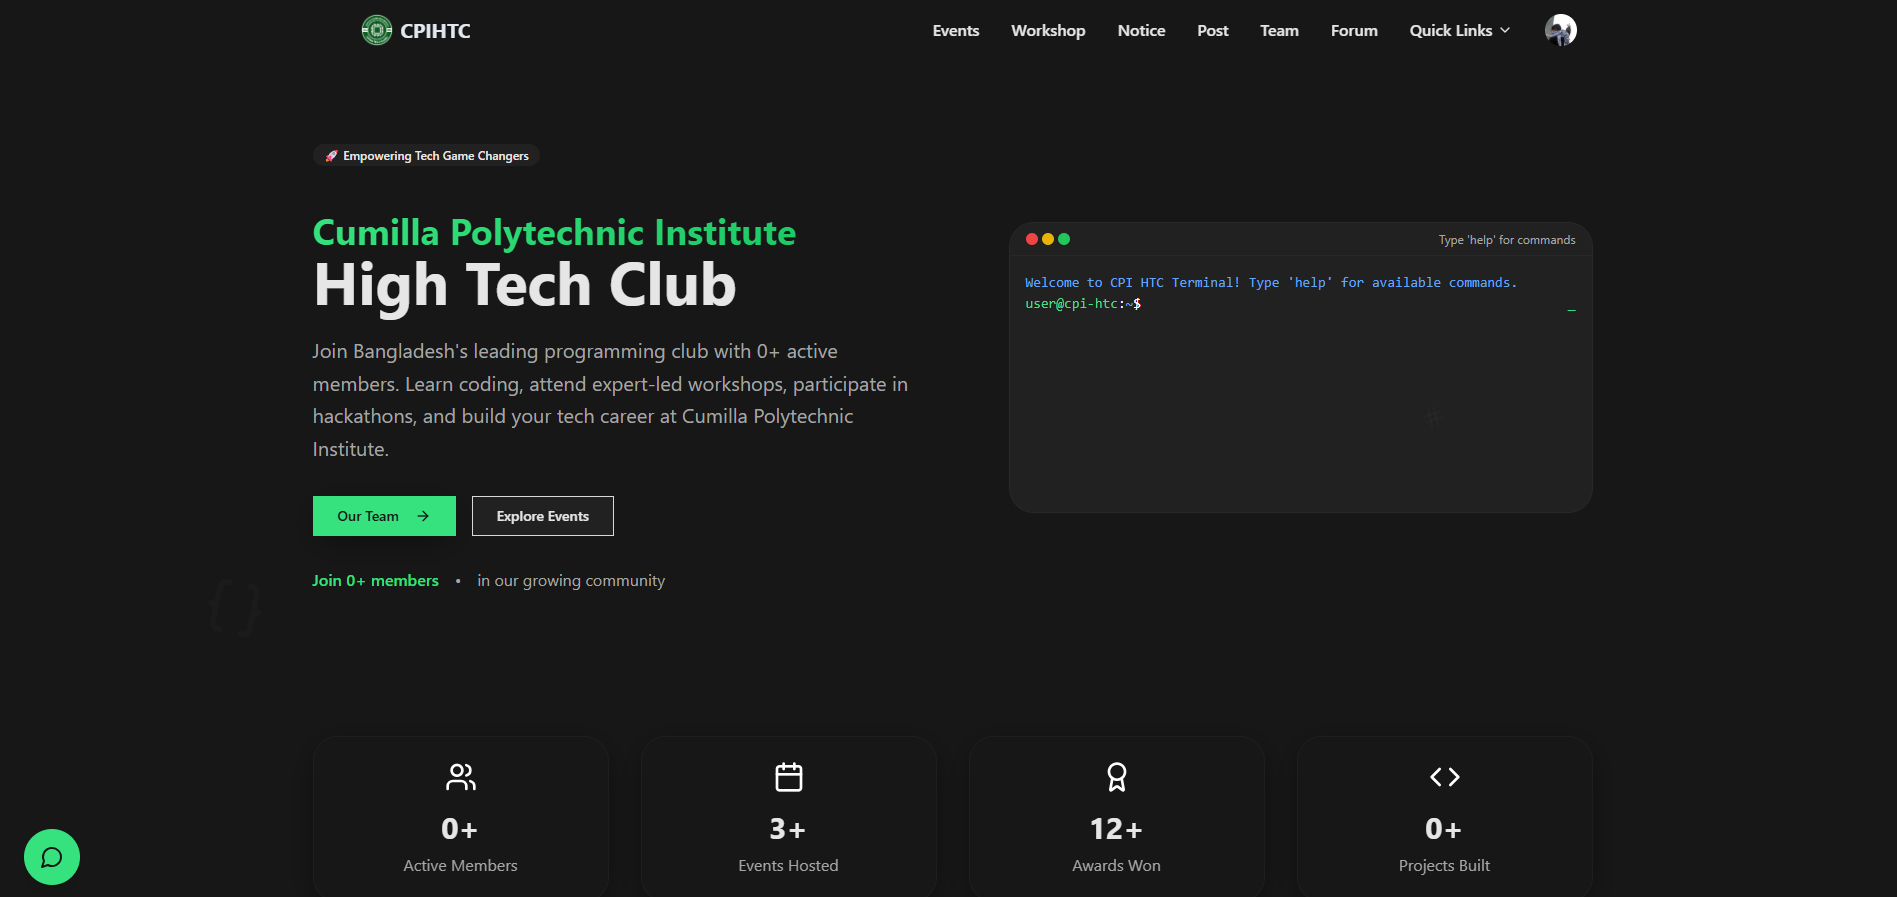 CPIHTC
Events Workshop Notice Post Team Forum Quick Links
🚀 Empowering Tech Game Changers
Cumilla Polytechnic Institute
High Tech Club
Join Bangladesh's leading programming club with 0+ active
members. Learn coding, attend expert-led workshops, participate in
hackathons, and build your tech career at Cumilla Polytechnic
Institute.
Our Team →
Explore Events
Join 0+ members • in our growing community
Type 'help' for commands
Welcome to CPI HTC Terminal! Type 'help' for available commands.
user@cpi-htc:~$ _
#
{}
0+
Active Members
3+
Events Hosted
12+
Awards Won
0+
Projects Built